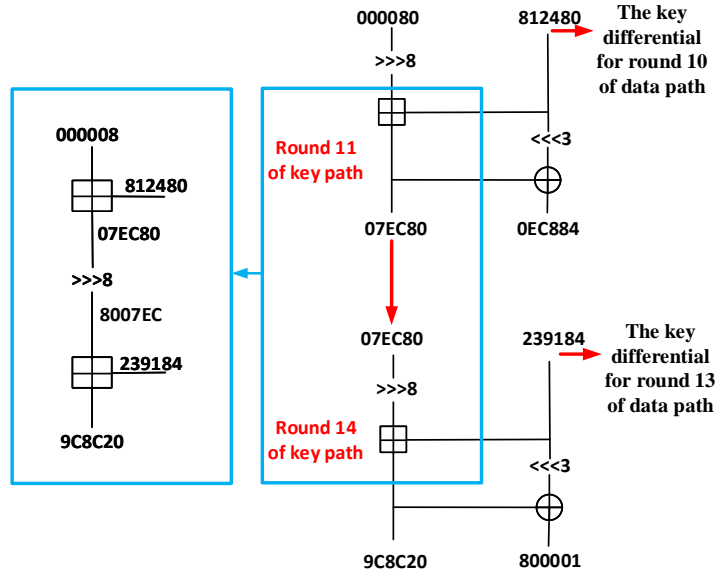 000080
812480
The key
differential
for round 10
of data path
>>>8
Round 11
of key path
<<<3
07EC80
0EC884
000008
812480
07EC80
>>>8
8007EC
239184
9C8C20
07EC80
239184
The key
differential
for round 13
of data path
>>>8
Round 14
of key path
<<<3
9C8C20
800001